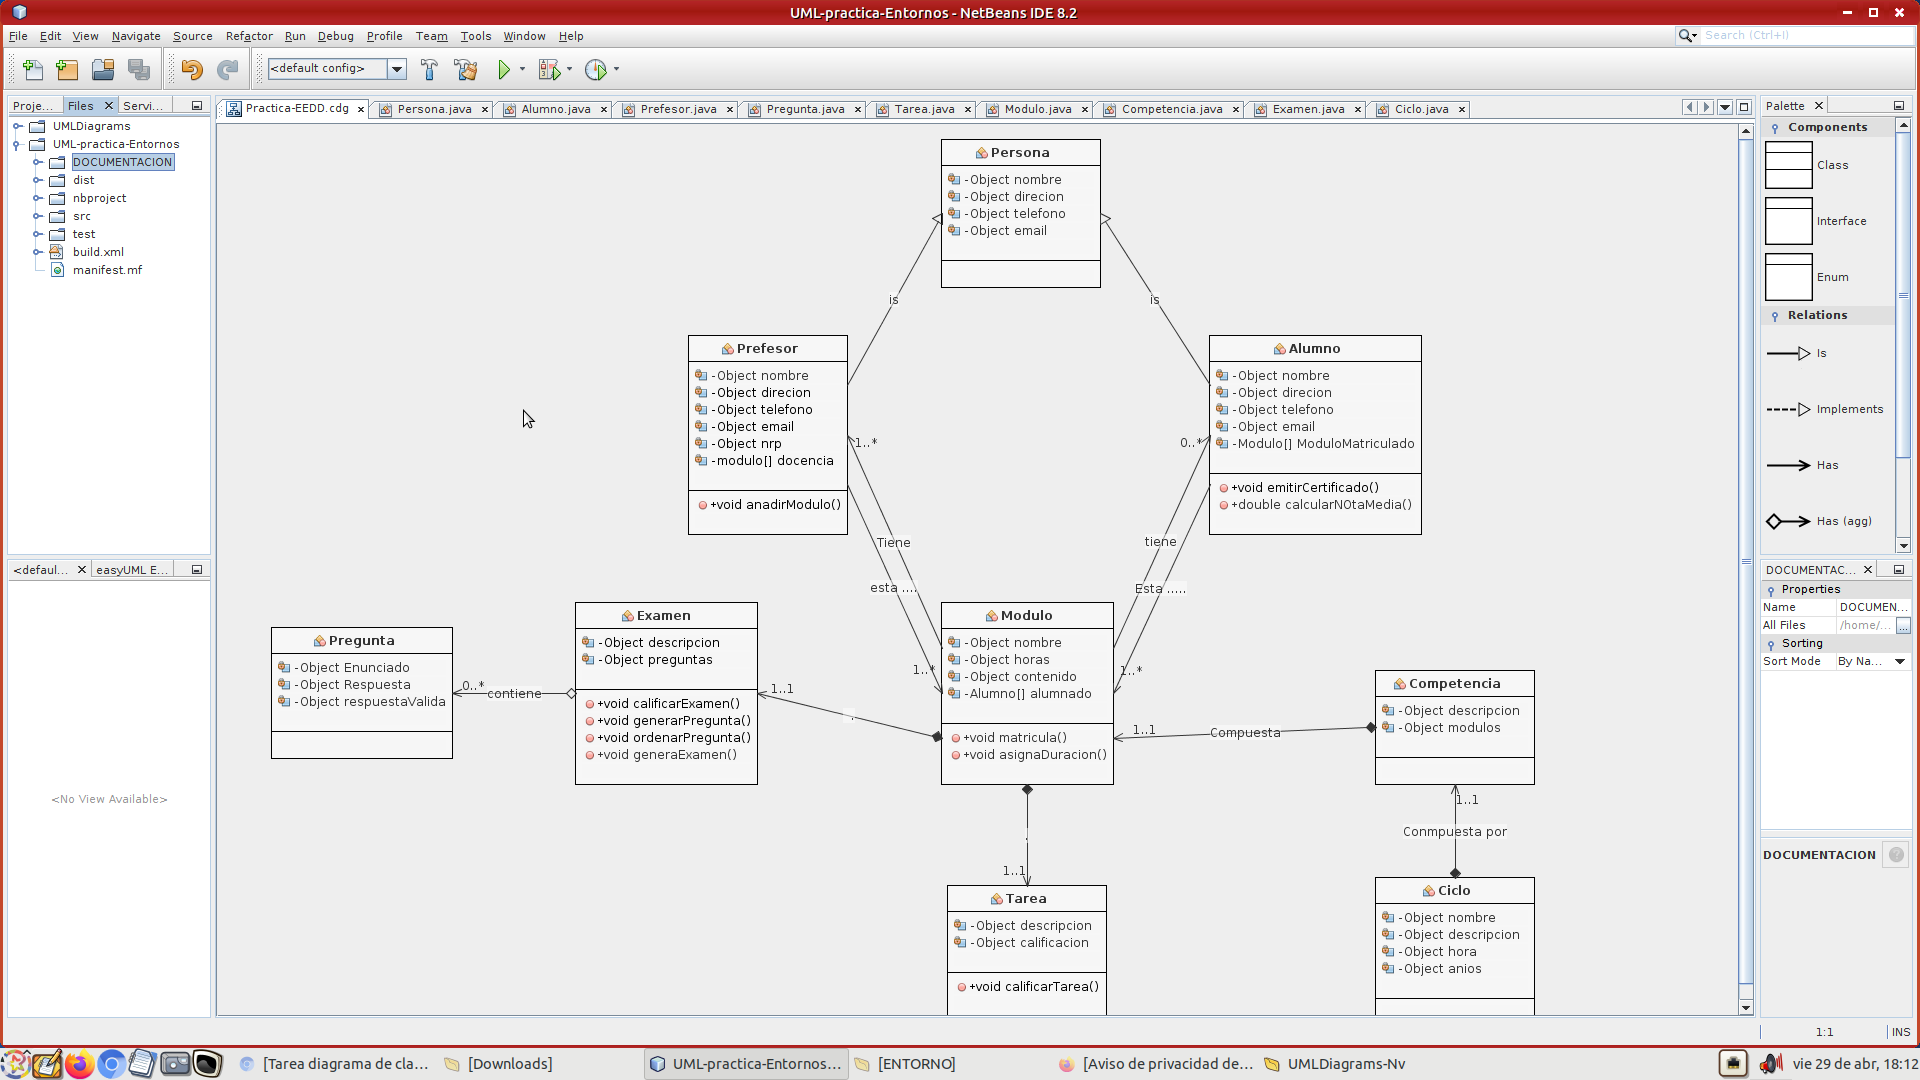 UML-practica-Entornos - NetBeans IDE 8.2
File Edit View Navigate Source Refactor Run Debug Profile Team Tools Window Help
Search (Ctrl+I)
<default config>
Proje... Files Servi...
Practica-EEDD.cdg Persona.java Alumno.java Prefesor.java Pregunta.java Tarea.java Modulo.java Competencia.java Examen.java Ciclo.java
Palette
UMLDiagrams
UML-practica-Entornos
DOCUMENTACION
dist
nbproject
src
test
build.xml
manifest.mf
<defaul... easyUML E...
<No View Available>
Persona
-Object nombre
-Object direcion
-Object telefono
-Object email
is
is
Prefesor
-Object nombre
-Object direcion
-Object telefono
-Object email
-Object nrp
-modulo[] docencia
+void anadirModulo()
Alumno
-Object nombre
-Object direcion
-Object telefono
-Object email
-Modulo[] ModuloMatriculado
+void emitirCertificado()
+double calcularNOtaMedia()
1..*
0..*
Tiene
tiene
esta ....
Esta .....
1..*
1..*
Pregunta
-Object Enunciado
-Object Respuesta
-Object respuestaValida
0..*
contiene
Examen
-Object descripcion
-Object preguntas
+void calificarExamen()
+void generarPregunta()
+void ordenarPregunta()
+void generaExamen()
1..1
.
Modulo
-Object nombre
-Object horas
-Object contenido
-Alumno[] alumnado
+void matricula()
+void asignaDuracion()
1..1
Compuesta
Competencia
-Object descripcion
-Object modulos
1..1
Conmpuesta por
1..1
Tarea
-Object descripcion
-Object calificacion
+void calificarTarea()
Ciclo
-Object nombre
-Object descripcion
-Object hora
-Object anios
Components
Class
Interface
Enum
Relations
Is
Implements
Has
Has (agg)
DOCUMENTAC...
Properties
Name DOCUMEN...
All Files /home/... ...
Sorting
Sort Mode By Na...
DOCUMENTACION
?
1:1 INS
[Tarea diagrama de cla... [Downloads] UML-practica-Entornos... [ENTORNO] [Aviso de privacidad de... UMLDiagrams-Nv vie 29 de abr, 18:12